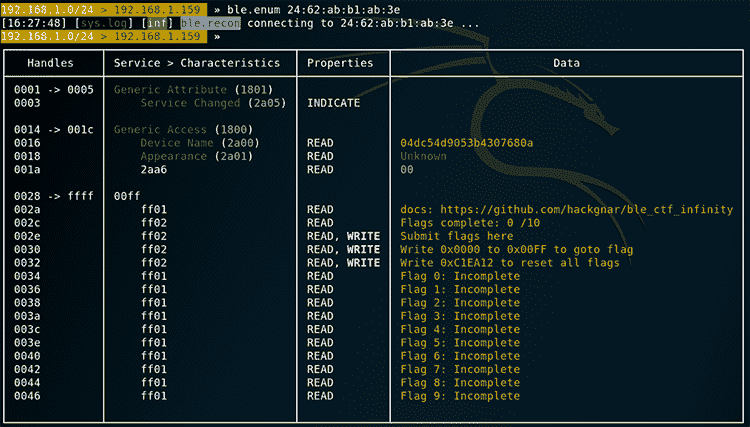 192.168.1.0/24 > 192.168.1.159 » ble.enum 24:62:ab:b1:ab:3e
[16:27:48] [sys.log] [inf] ble.recon connecting to 24:62:ab:b1:ab:3e ...
192.168.1.0/24 > 192.168.1.159 »
Handles Service > Characteristics Properties Data
0001 -> 0005 Generic Attribute (1801)
0003 Service Changed (2a05) INDICATE
0014 -> 001c Generic Access (1800)
0016 Device Name (2a00) READ 04dc54d9053b4307680a
0018 Appearance (2a01) READ Unknown
001a 2aa6 READ 00
0028 -> ffff 00ff
002a ff01 READ docs: https://github.com/hackgnar/ble_ctf_infinity
002c ff02 READ Flags complete: 0 /10
002e ff02 READ, WRITE Submit flags here
0030 ff02 READ, WRITE Write 0x0000 to 0x00FF to goto flag
0032 ff02 READ, WRITE Write 0xC1EA12 to reset all flags
0034 ff01 READ Flag 0: Incomplete
0036 ff01 READ Flag 1: Incomplete
0038 ff01 READ Flag 2: Incomplete
003a ff01 READ Flag 3: Incomplete
003c ff01 READ Flag 4: Incomplete
003e ff01 READ Flag 5: Incomplete
0040 ff01 READ Flag 6: Incomplete
0042 ff01 READ Flag 7: Incomplete
0044 ff01 READ Flag 8: Incomplete
0046 ff01 READ Flag 9: Incomplete